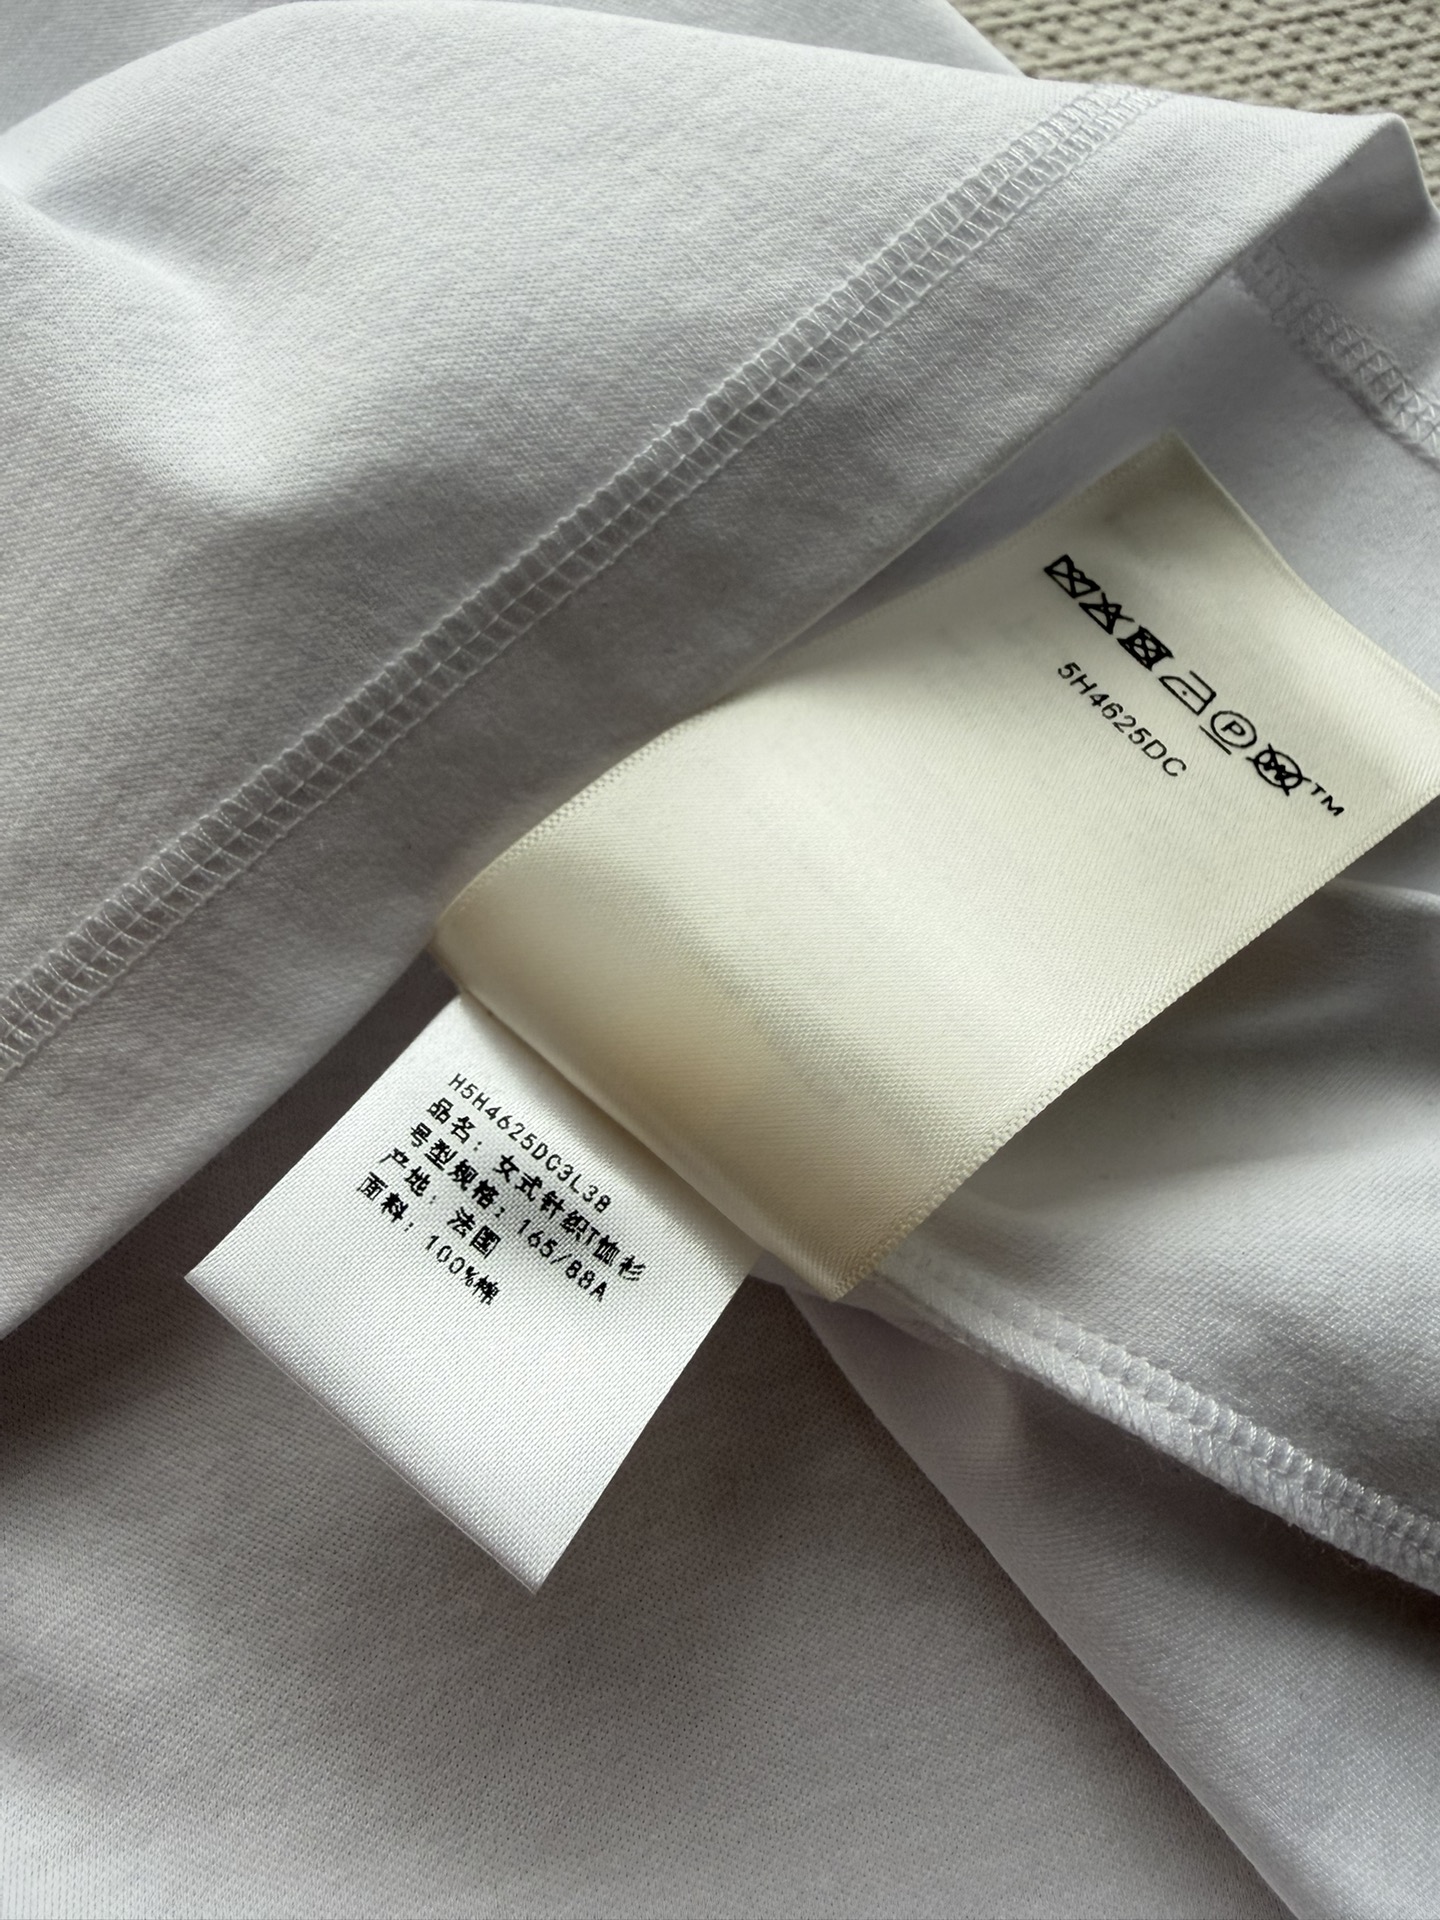 5H4625DC
H5H4625DC3L38
品名：女式针织T恤衫
号型规格：165/88A
产地：法国
面料：100%棉